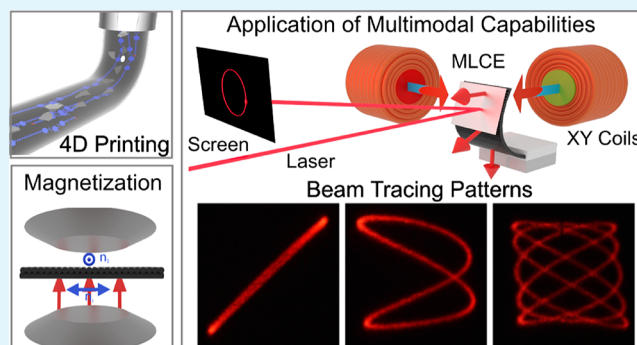 4D Printing
Magnetization
n
n
Application of Multimodal Capabilities
MLCE
Screen
Laser
XY Coils
Beam Tracing Patterns